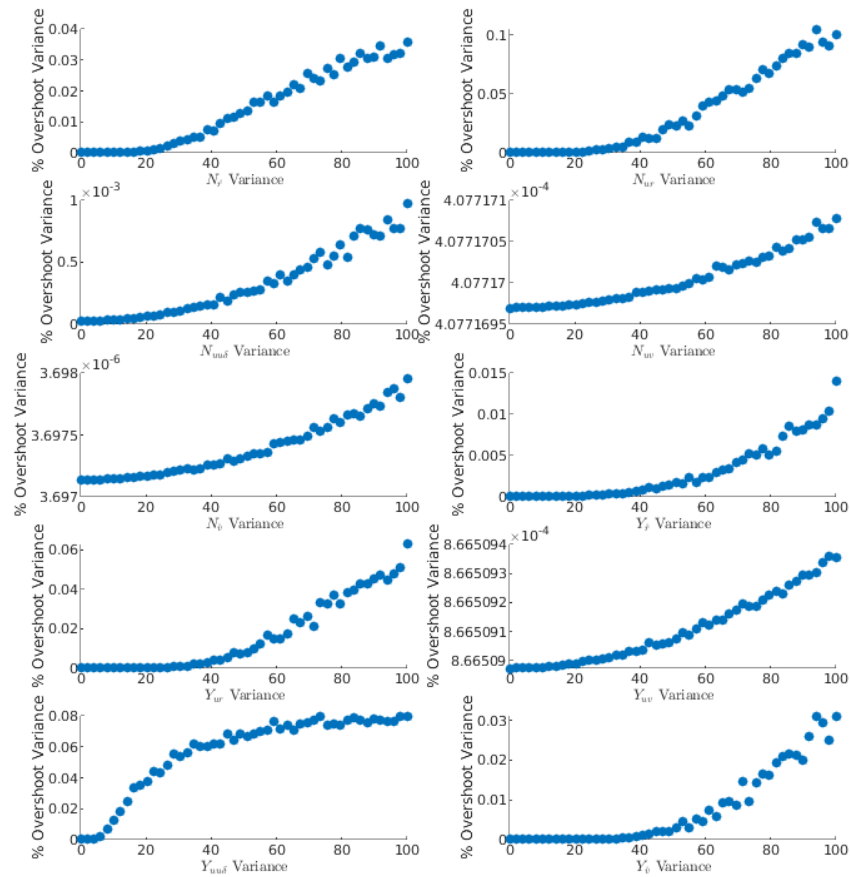 % Overshoot Variance
0.04
0.03
0.02
0.01
0
0 20 40 60 80 100
N_ṙ Variance
% Overshoot Variance
0.1
0.05
0
0 20 40 60 80 100
N_ur Variance
% Overshoot Variance
×10^-3
1
0.5
0
0 20 40 60 80 100
N_uuδ Variance
% Overshoot Variance
×10^-4
4.077171
4.0771705
4.07717
4.0771695
0 20 40 60 80 100
N_uv Variance
% Overshoot Variance
×10^-6
3.698
3.6975
3.697
0 20 40 60 80 100
N_v̇ Variance
% Overshoot Variance
0.015
0.01
0.005
0
0 20 40 60 80 100
Y_ṙ Variance
% Overshoot Variance
0.06
0.04
0.02
0
0 20 40 60 80 100
Y_ur Variance
% Overshoot Variance
×10^-4
8.665094
8.665092
8.665091
8.66509
0 20 40 60 80 100
Y_uv Variance
% Overshoot Variance
0.08
0.06
0.04
0.02
0
0 20 40 60 80 100
Y_uuδ Variance
% Overshoot Variance
0.03
0.02
0.01
0
0 20 40 60 80 100
Y_v̇ Variance